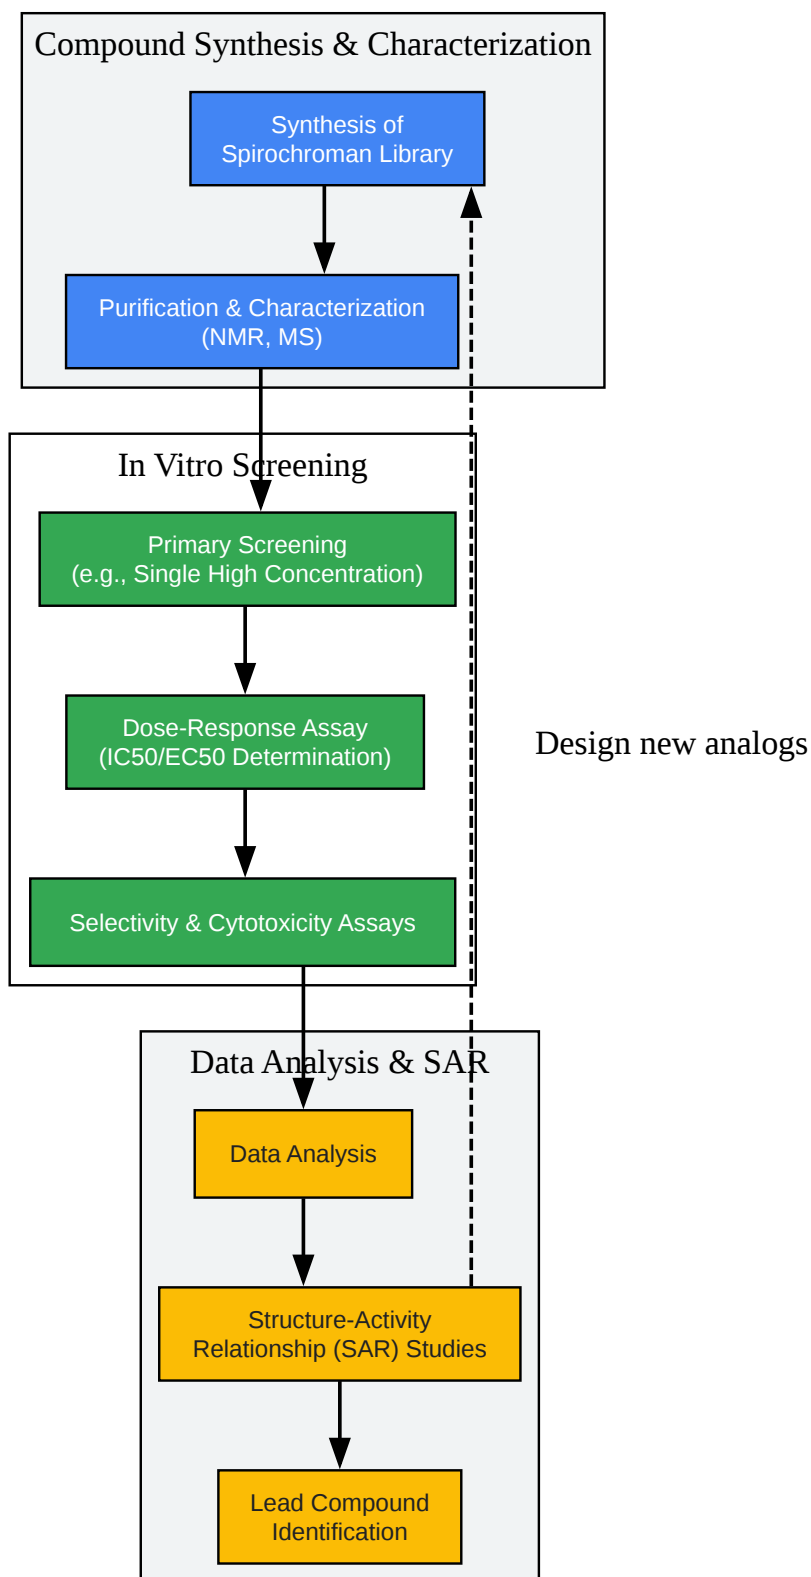 Compound Synthesis & Characterization
Synthesis of
Spirochroman Library
Purification & Characterization
(NMR, MS)
In Vitro Screening
Primary Screening
(e.g., Single High Concentration)
Dose-Response Assay
(IC50/EC50 Determination)
Design new analogs
Selectivity & Cytotoxicity Assays
Data Analysis & SAR
Data Analysis
Structure-Activity
Relationship (SAR) Studies
Lead Compound
Identification